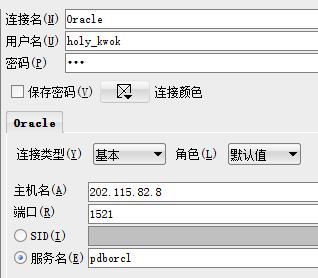 连接名(N) Oracle
用户名(U) holy_kwok
密码(P) •••
保存密码(V) 连接颜色
Oracle
连接类型(Y) 基本 角色(L) 默认值
主机名(A) 202.115.82.8
端口(R) 1521
SID(I)
服务名(E) pdborcl